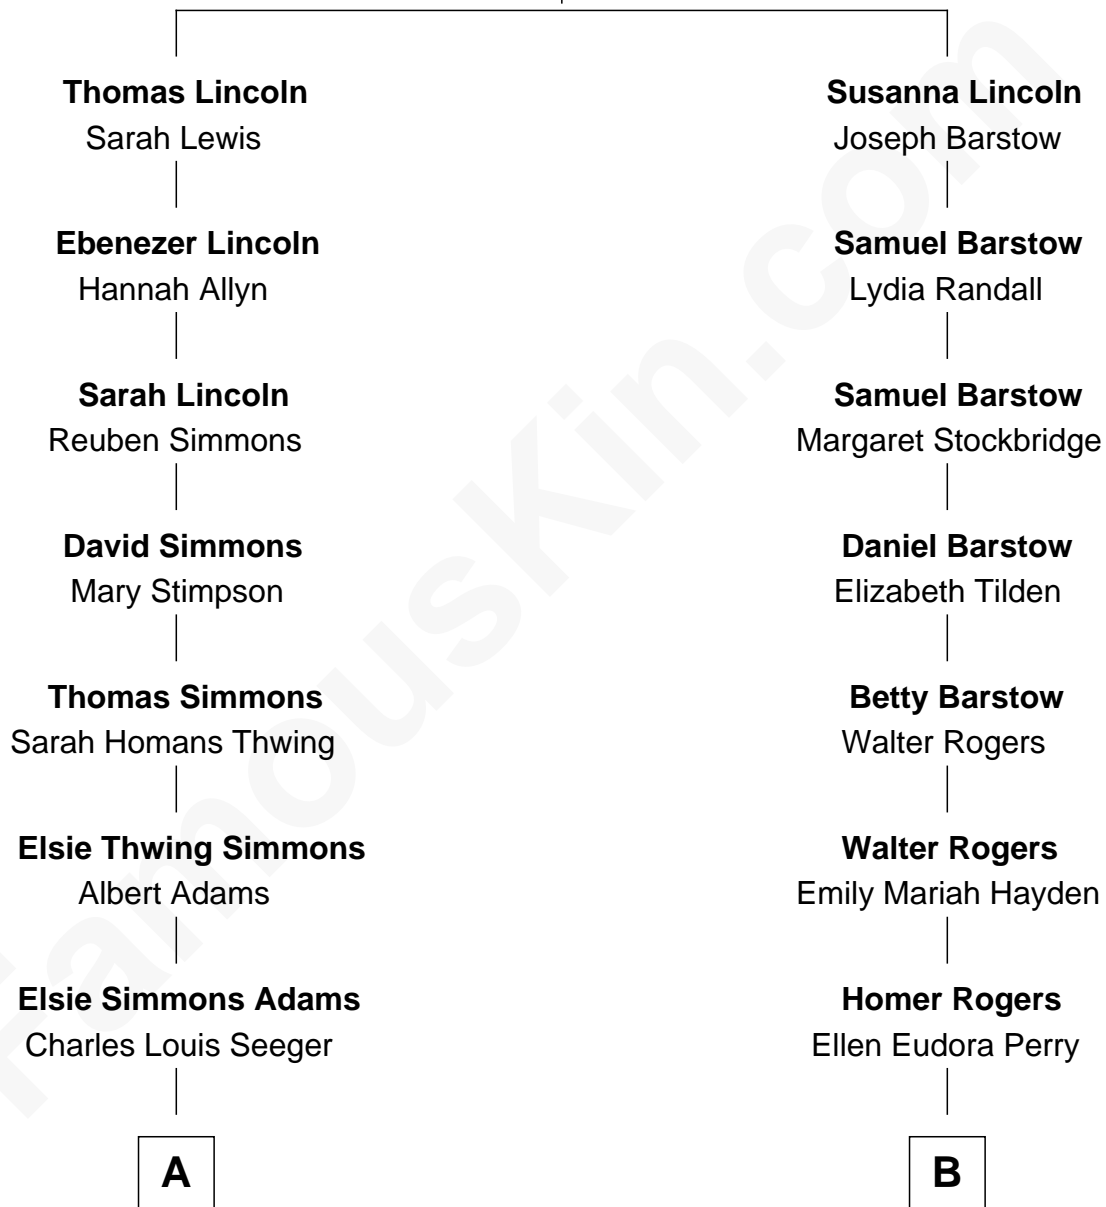 Thomas Lincoln
Sarah Lewis
Susanna Lincoln
Joseph Barstow
Ebenezer Lincoln
Hannah Allyn
Samuel Barstow
Lydia Randall
Sarah Lincoln
Reuben Simmons
Samuel Barstow
Margaret Stockbridge
David Simmons
Mary Stimpson
Daniel Barstow
Elizabeth Tilden
Thomas Simmons
Sarah Homans Thwing
Betty Barstow
Walter Rogers
Elsie Thwing Simmons
Albert Adams
Walter Rogers
Emily Mariah Hayden
Elsie Simmons Adams
Charles Louis Seeger
Homer Rogers
Ellen Eudora Perry
A
B
FamousKin.com